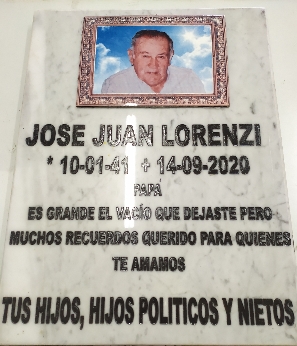 JOSE JUAN LORENZI
* 10-01-41 + 14-09-2020
PAPÁ
ES GRANDE EL VACÍO QUE DEJASTE PERO
MUCHOS RECUERDOS QUERIDO PARA QUIENES
TE AMAMOS
TUS HIJOS, HIJOS POLITICOS Y NIETOS